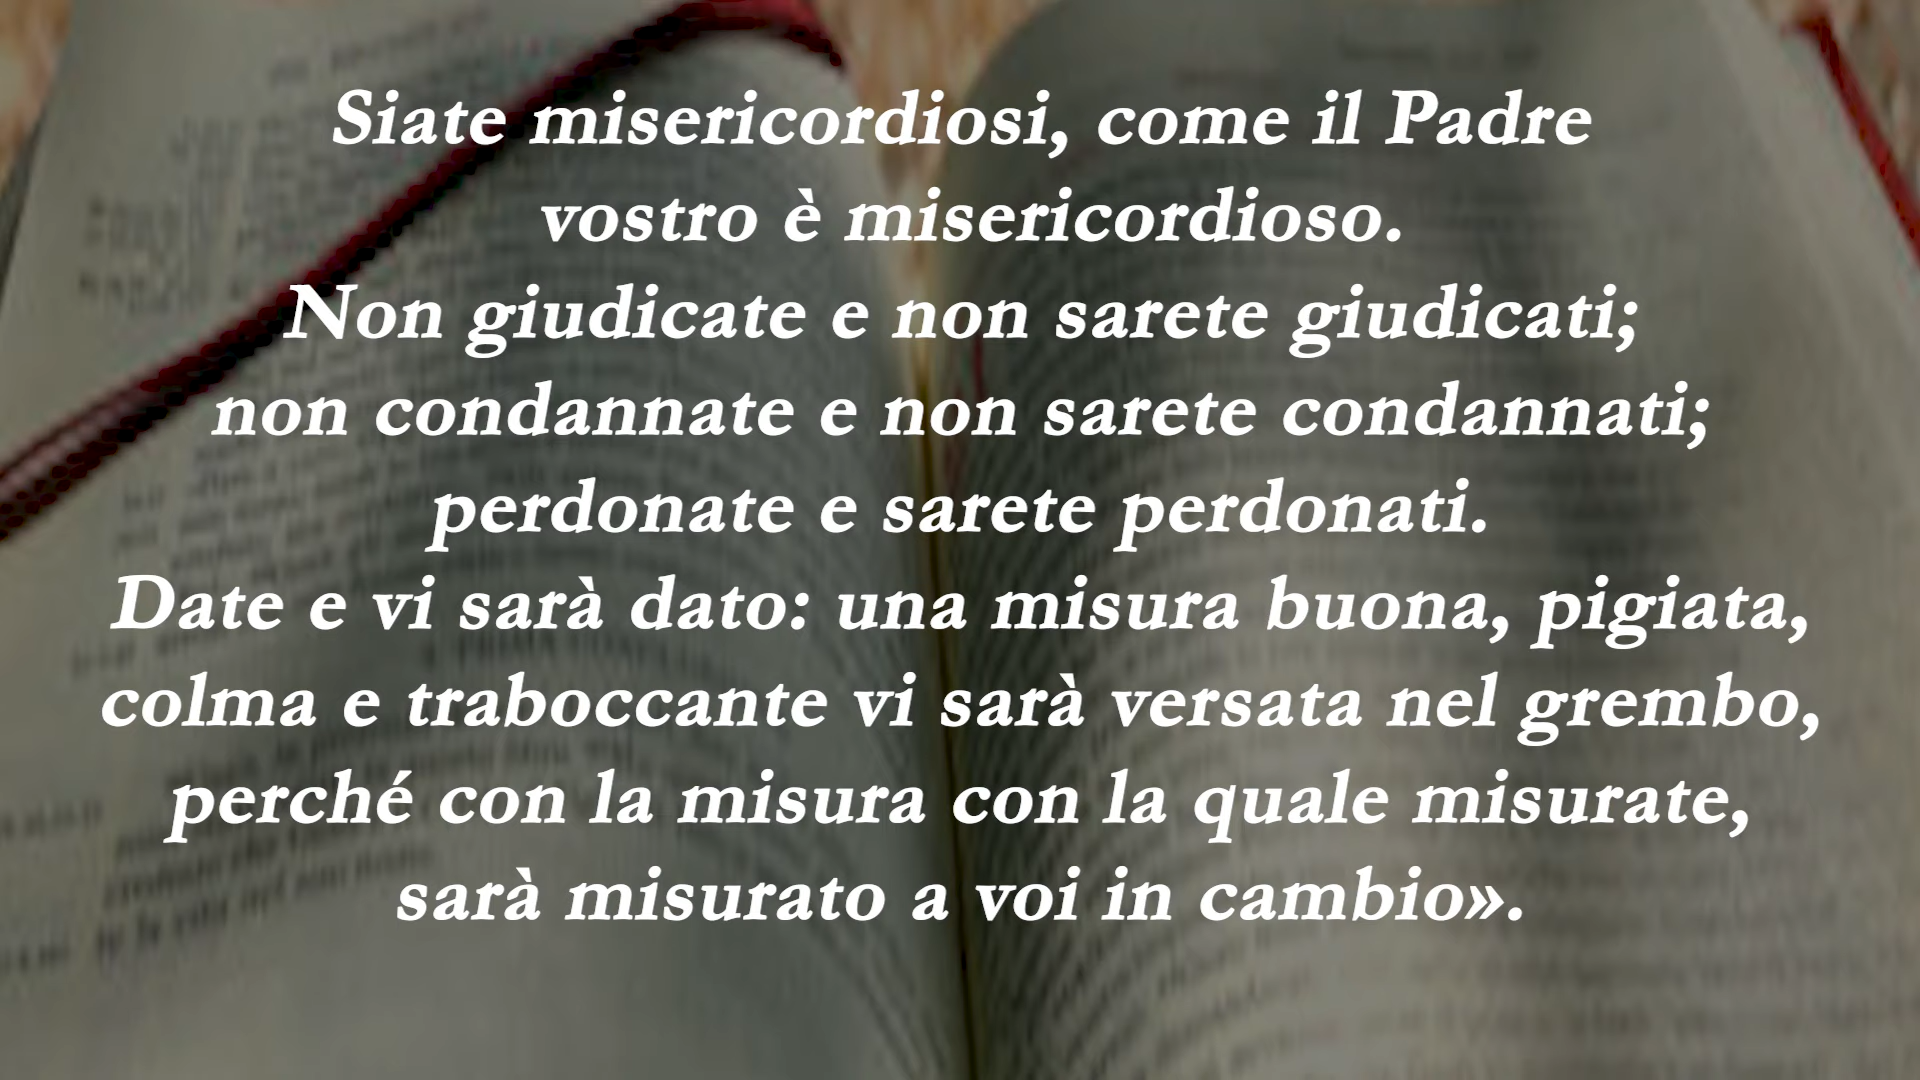 Siate misericordiosi, come il Padre
vostro è misericordioso.
Non giudicate e non sarete giudicati;
non condannate e non sarete condannati;
perdonate e sarete perdonati.
Date e vi sarà dato: una misura buona, pigiata,
colma e traboccante vi sarà versata nel grembo,
perché con la misura con la quale misurate,
sarà misurato a voi in cambio».